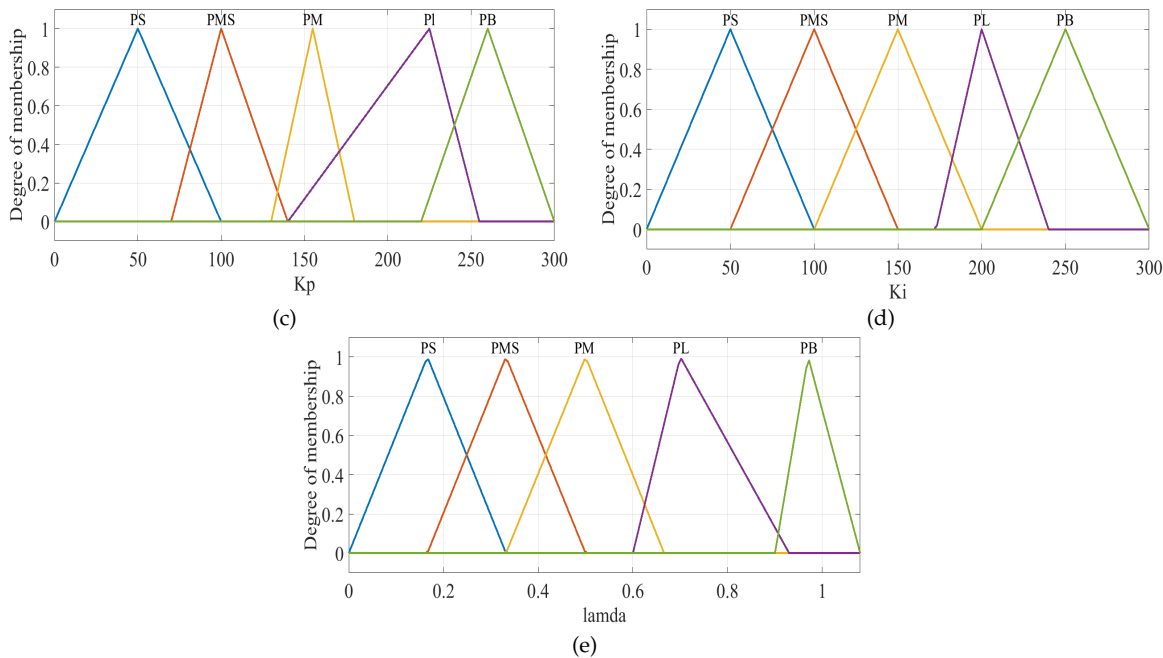 PS PMS PM Pl PB
1
0.8
0.6
0.4
0.2
0
Degree of membership
0 50 100 150 200 250 300
Kp
(c)
PS PMS PM PL PB
1
0.8
0.6
0.4
0.2
0
Degree of membership
0
0 50 100 150 200 250 300
Ki
(d)
PS PMS PM PL PB
1
0.8
0.6
0.4
0.2
0
Degree of membership
0 0.2 0.4 0.6 0.8 1
lamda
(e)